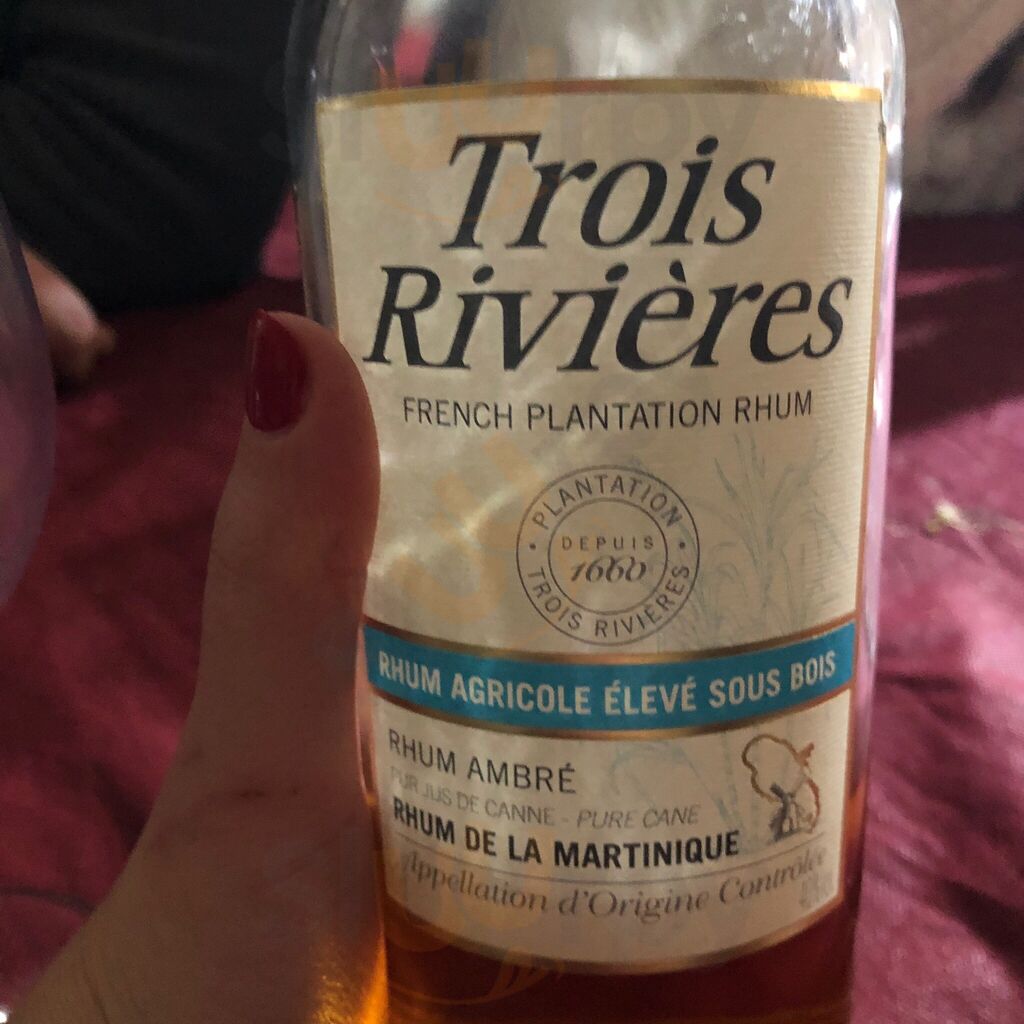 Trois
Rivières
FRENCH PLANTATION RHUM
PLANTATION
DEPUIS
1660
TROIS RIVIÈRES
RHUM AGRICOLE ÉLEVÉ SOUS BOIS
RHUM AMBRÉ
PUR JUS DE CANNE - PURE CANE
RHUM DE LA MARTINIQUE
Appellation d'Origine Contrôlée